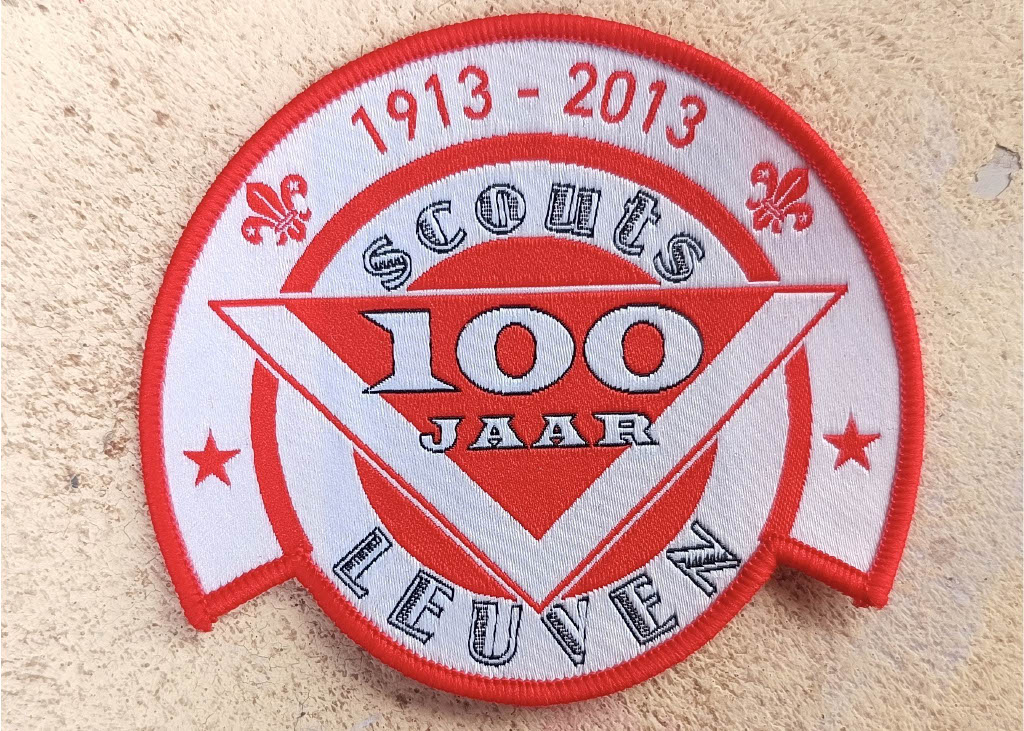 1913 - 2013
scouts
100
JAAR
LEUVEN